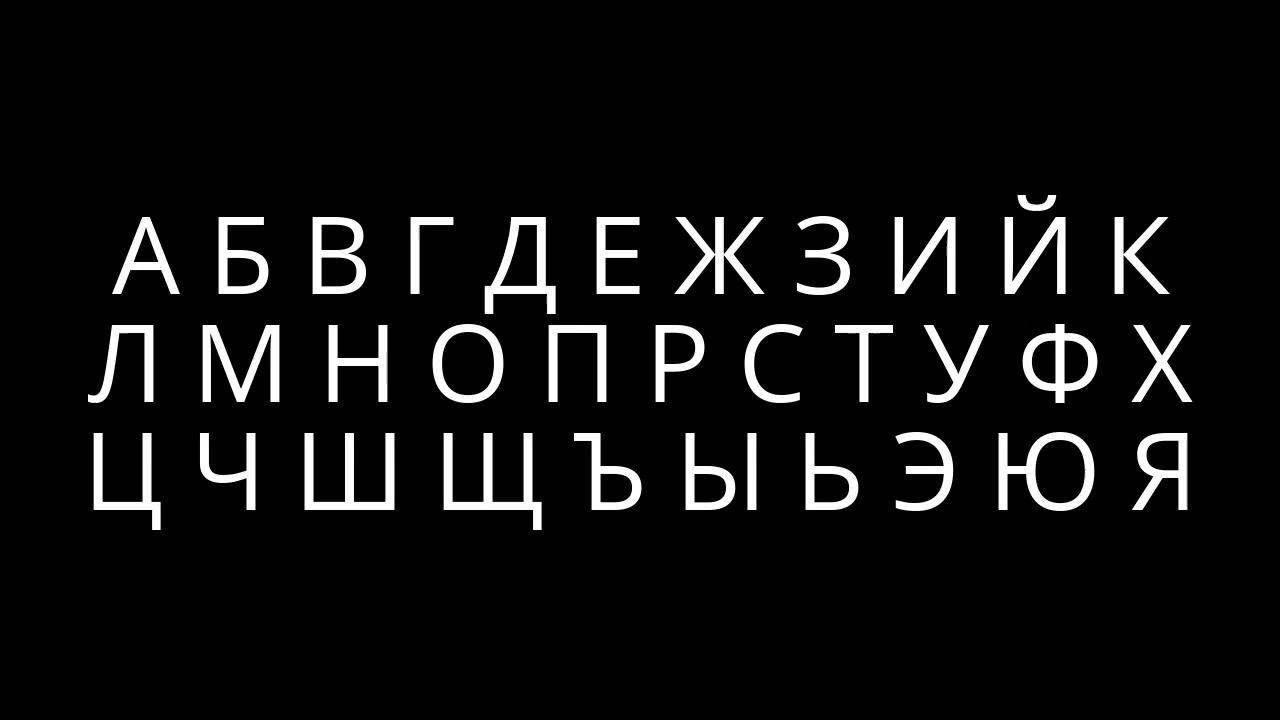 А Б В Г Д Е Ж З И Й К
Л М Н О П Р С Т У Ф Х
Ц Ч Ш Щ Ъ Ы Ь Э Ю Я